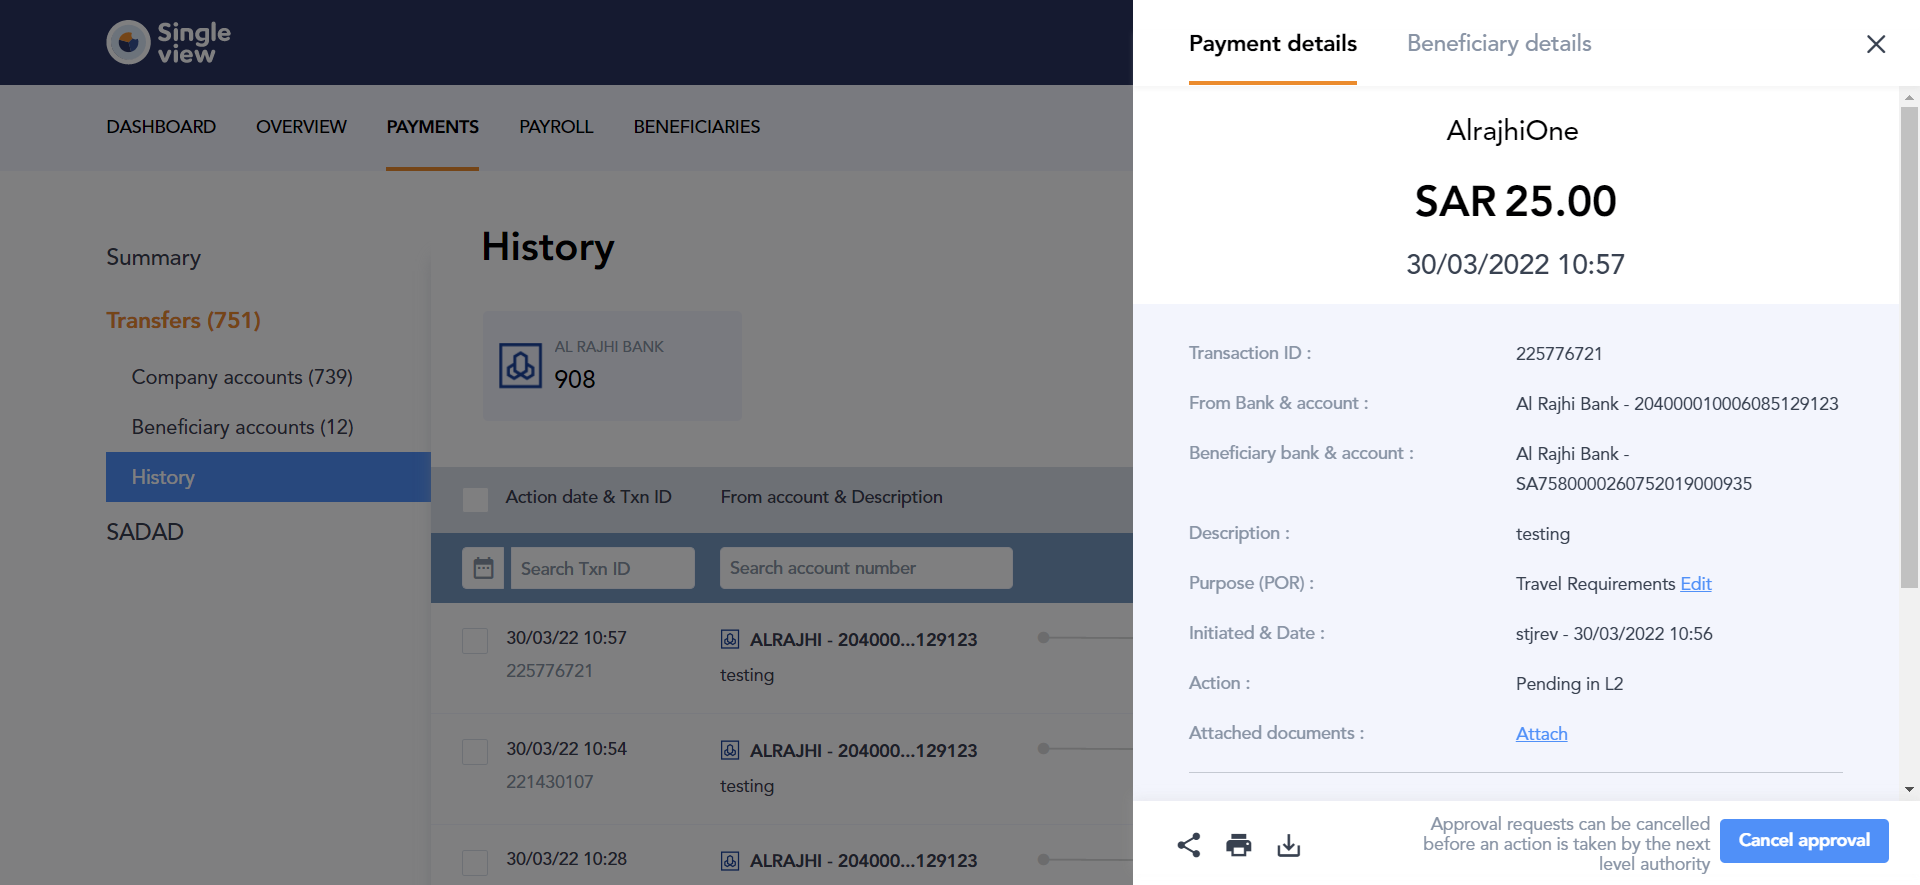 Single
view
DASHBOARD OVERVIEW PAYMENTS PAYROLL BENEFICIARIES
Summary
Transfers (751)
Company accounts (739)
Beneficiary accounts (12)
History
SADAD
History
AL RAJHI BANK
908
Action date & Txn ID From account & Description
Search Txn ID Search account number
30/03/22 10:57 ALRAJHI - 204000...129123
225776721 testing
30/03/22 10:54 ALRAJHI - 204000...129123
221430107 testing
30/03/22 10:28 ALRAJHI - 204000...129123
Payment details Beneficiary details
AlrajhiOne
SAR 25.00
30/03/2022 10:57
Transaction ID : 225776721
From Bank & account : Al Rajhi Bank - 204000010006085129123
Beneficiary bank & account : Al Rajhi Bank -
SA7580000260752019000935
Description : testing
Purpose (POR) : Travel Requirements Edit
Initiated & Date : stjrev - 30/03/2022 10:56
Action : Pending in L2
Attached documents : Attach
Approval requests can be cancelled
before an action is taken by the next
level authority
Cancel approval